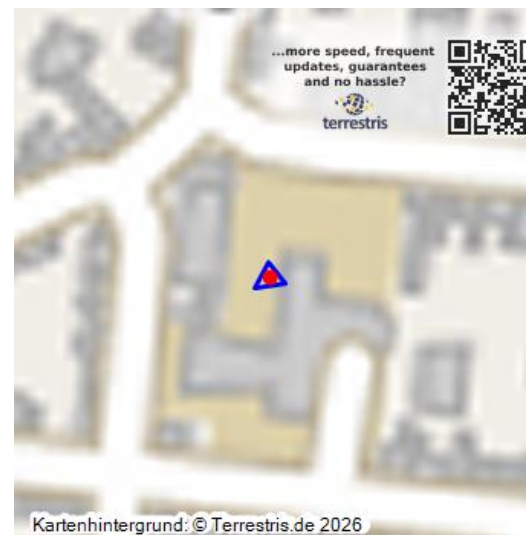 ...more speed, frequent
updates, guarantees
and no hassle?
terrestris
Kartenhintergrund: © Terrestris.de 2026